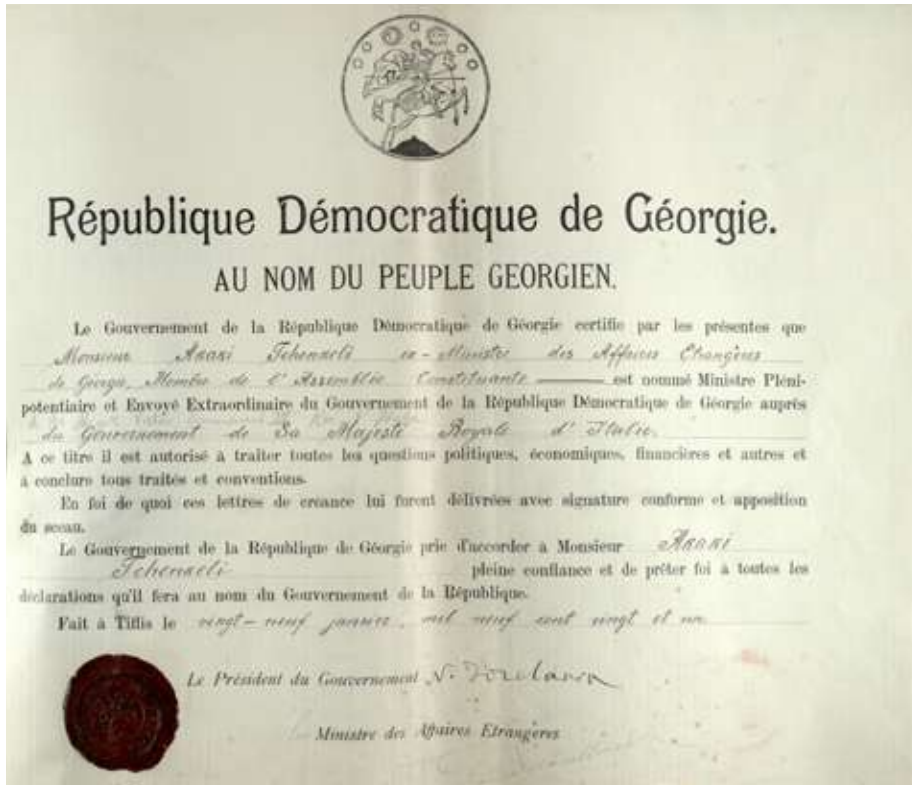 République Démocratique de Géorgie.
AU NOM DU PEUPLE GEORGIEN.
Le Gouvernement de la République Démocratique de Géorgie certifie par les présentes que
Monsieur Akaki Tchenkeli ex-Ministre des Affaires Etrangères
de Géorgie, Membre de l'Assemblée Constituante est nommé Ministre Pléni-
potentiaire et Envoyé Extraordinaire du Gouvernement de la République Démocratique de Géorgie auprès
du Gouvernement de Sa Majesté Royale d'Italie.
A ce titre il est autorisé à traiter toutes les questions politiques, économiques, financières et autres et
à conclure tous traités et conventions.
En foi de quoi ces lettres de créance lui furent délivrées avec signature conforme et apposition
du sceau.
Le Gouvernement de la République de Géorgie prie d'accorder à Monsieur Akaki
Tchenkeli pleine confiance et de prêter foi à toutes les
déclarations qu'il fera au nom du Gouvernement de la République.
Fait à Tiflis le vingt-neuf janvier, mil neuf cent vingt et un
Le Président du Gouvernement
Ministre des Affaires Etrangères